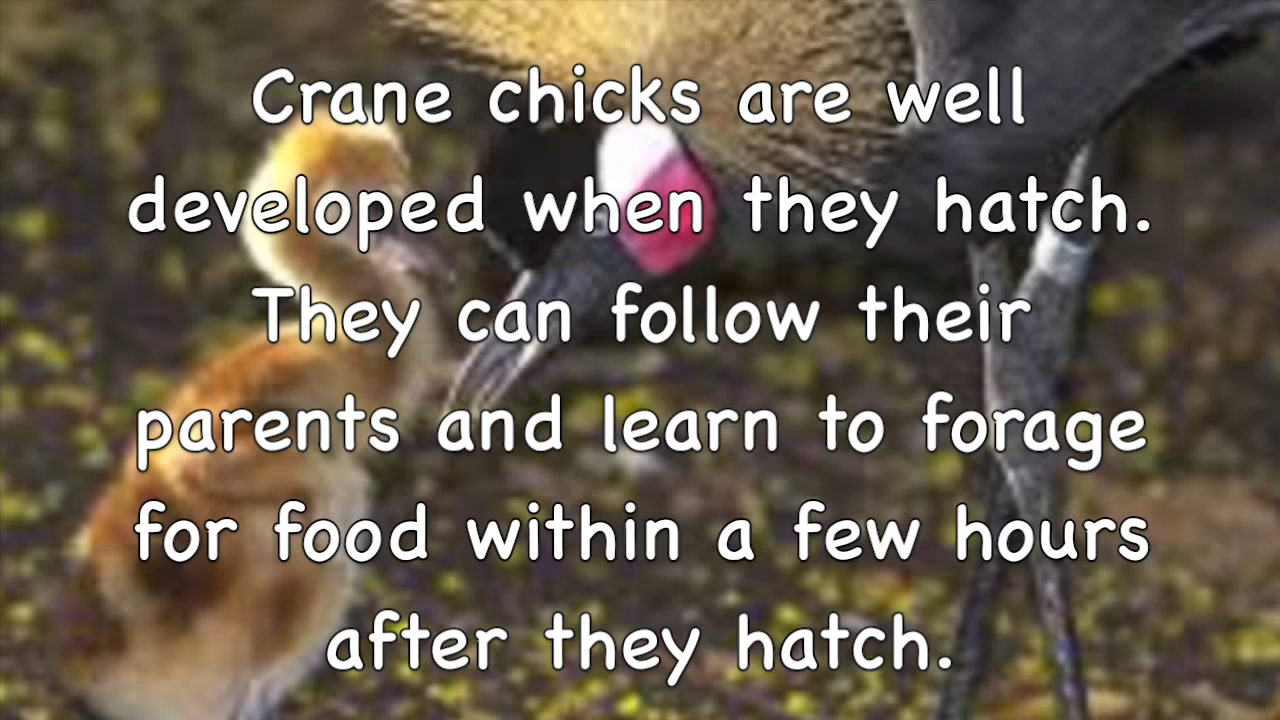 Crane chicks are well
developed when they hatch.
They can follow their
parents and learn to forage
for food within a few hours
after they hatch.